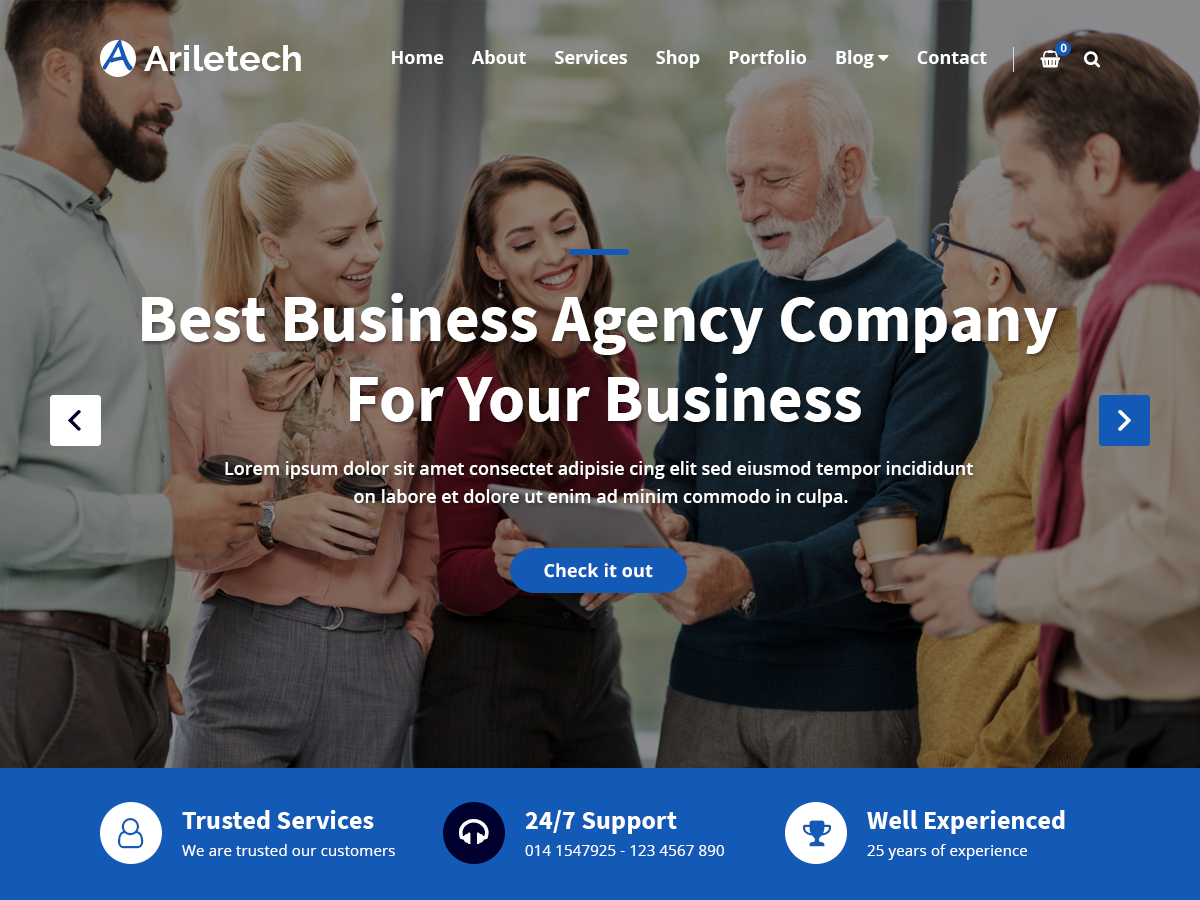 Ariletech
Home About Services Shop Portfolio Blog Contact 0
Best Business Agency Company
For Your Business
Lorem ipsum dolor sit amet consectet adipisie cing elit sed eiusmod tempor incididunt
on labore et dolore ut enim ad minim commodo in culpa.
Check it out
Trusted Services
We are trusted our customers
24/7 Support
014 1547925 - 123 4567 890
Well Experienced
25 years of experience